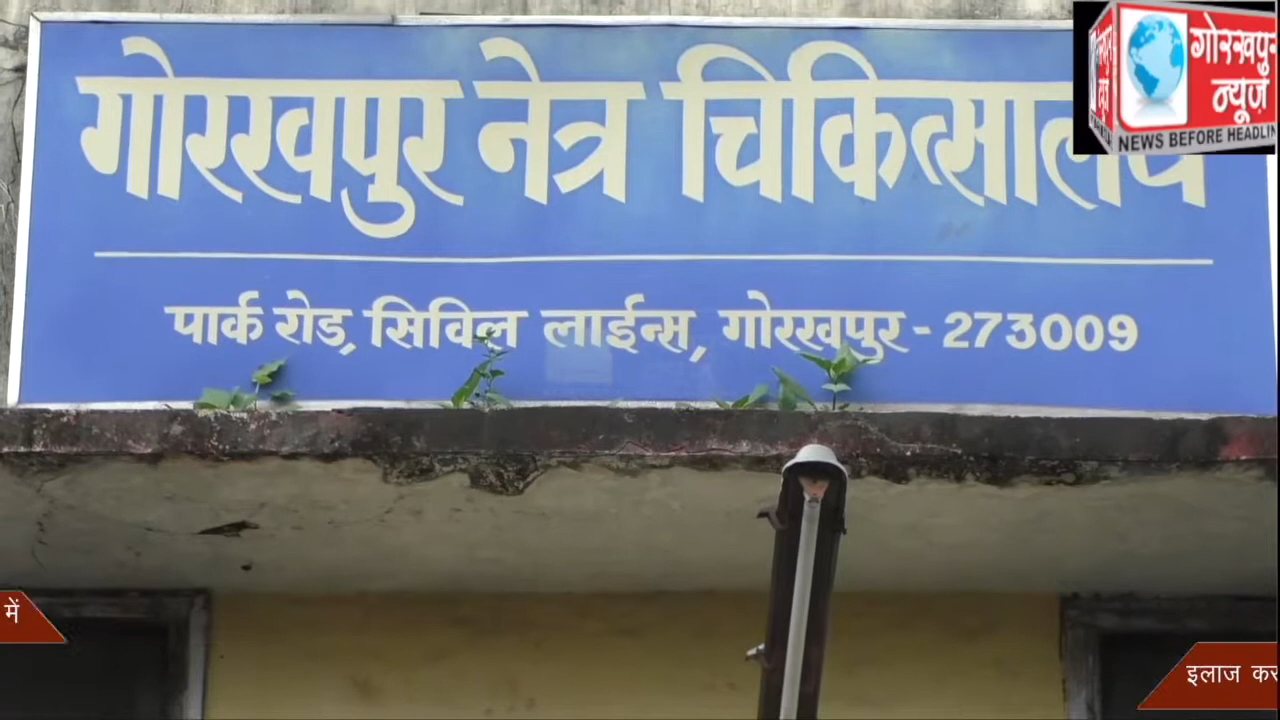 गोरखपुर नेत्र चिकित्सालय
पार्क रोड, सिविल लाईन्स, गोरखपुर - 273009
गोरखपुर
न्यूज़
NEWS BEFORE HEADLIN
में
इलाज कर